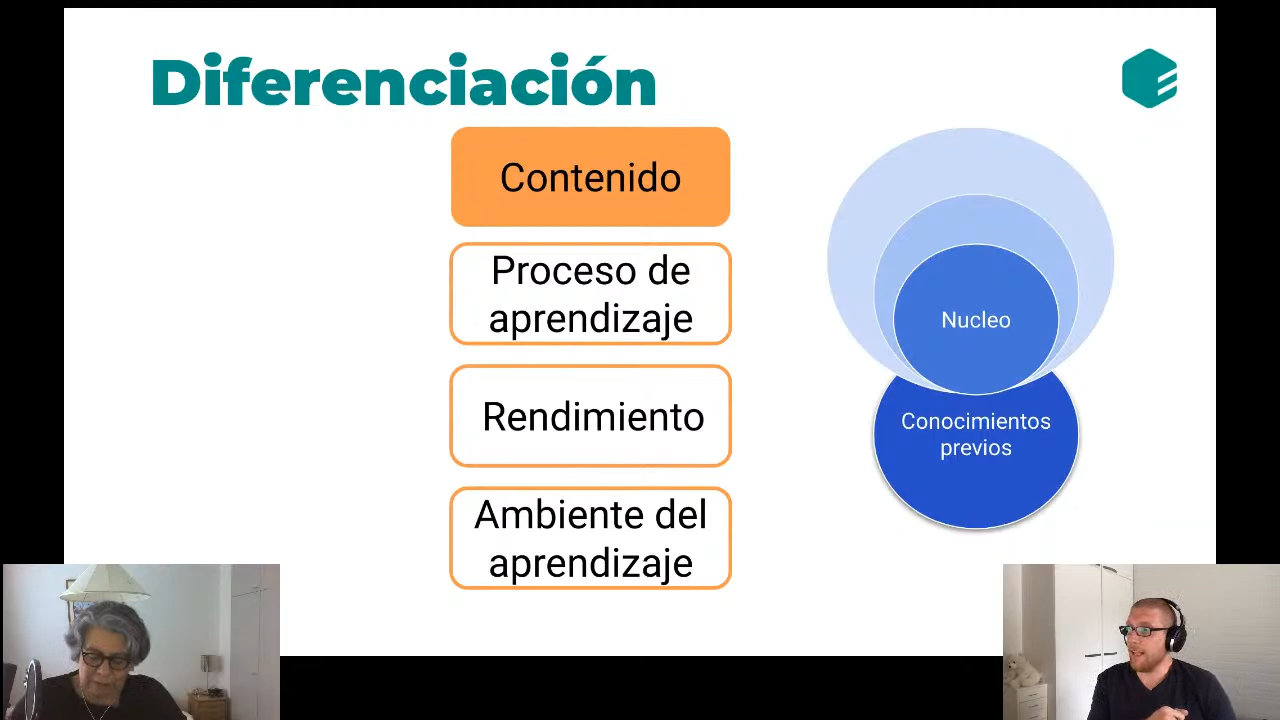 Diferenciación
Contenido
Proceso de
aprendizaje
Rendimiento
Ambiente del
aprendizaje
Nucleo
Conocimientos
previos